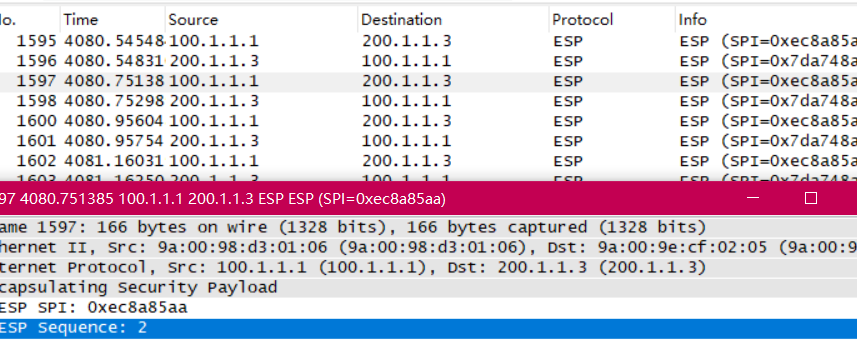 No. Time Source Destination Protocol Info
1595 4080.54548 100.1.1.1 200.1.1.3 ESP ESP (SPI=0xec8a85a
1596 4080.54831 200.1.1.3 100.1.1.1 ESP ESP (SPI=0x7da748a
1597 4080.75138 100.1.1.1 200.1.1.3 ESP ESP (SPI=0xec8a85a
1598 4080.75298 200.1.1.3 100.1.1.1 ESP ESP (SPI=0x7da748a
1600 4080.95604 100.1.1.1 200.1.1.3 ESP ESP (SPI=0xec8a85a
1601 4080.95754 200.1.1.3 100.1.1.1 ESP ESP (SPI=0x7da748a
1602 4081.16031 100.1.1.1 200.1.1.3 ESP ESP (SPI=0xec8a85a
1603 4081.16250 200.1.1.3 100.1.1.1 ESP ESP (SPI=0x7da748a
97 4080.751385 100.1.1.1 200.1.1.3 ESP ESP (SPI=0xec8a85aa)
ame 1597: 166 bytes on wire (1328 bits), 166 bytes captured (1328 bits)
hernet II, Src: 9a:00:98:d3:01:06 (9a:00:98:d3:01:06), Dst: 9a:00:9e:cf:02:05 (9a:00:9
ternet Protocol, Src: 100.1.1.1 (100.1.1.1), Dst: 200.1.1.3 (200.1.1.3)
capsulating Security Payload
ESP SPI: 0xec8a85aa
ESP Sequence: 2